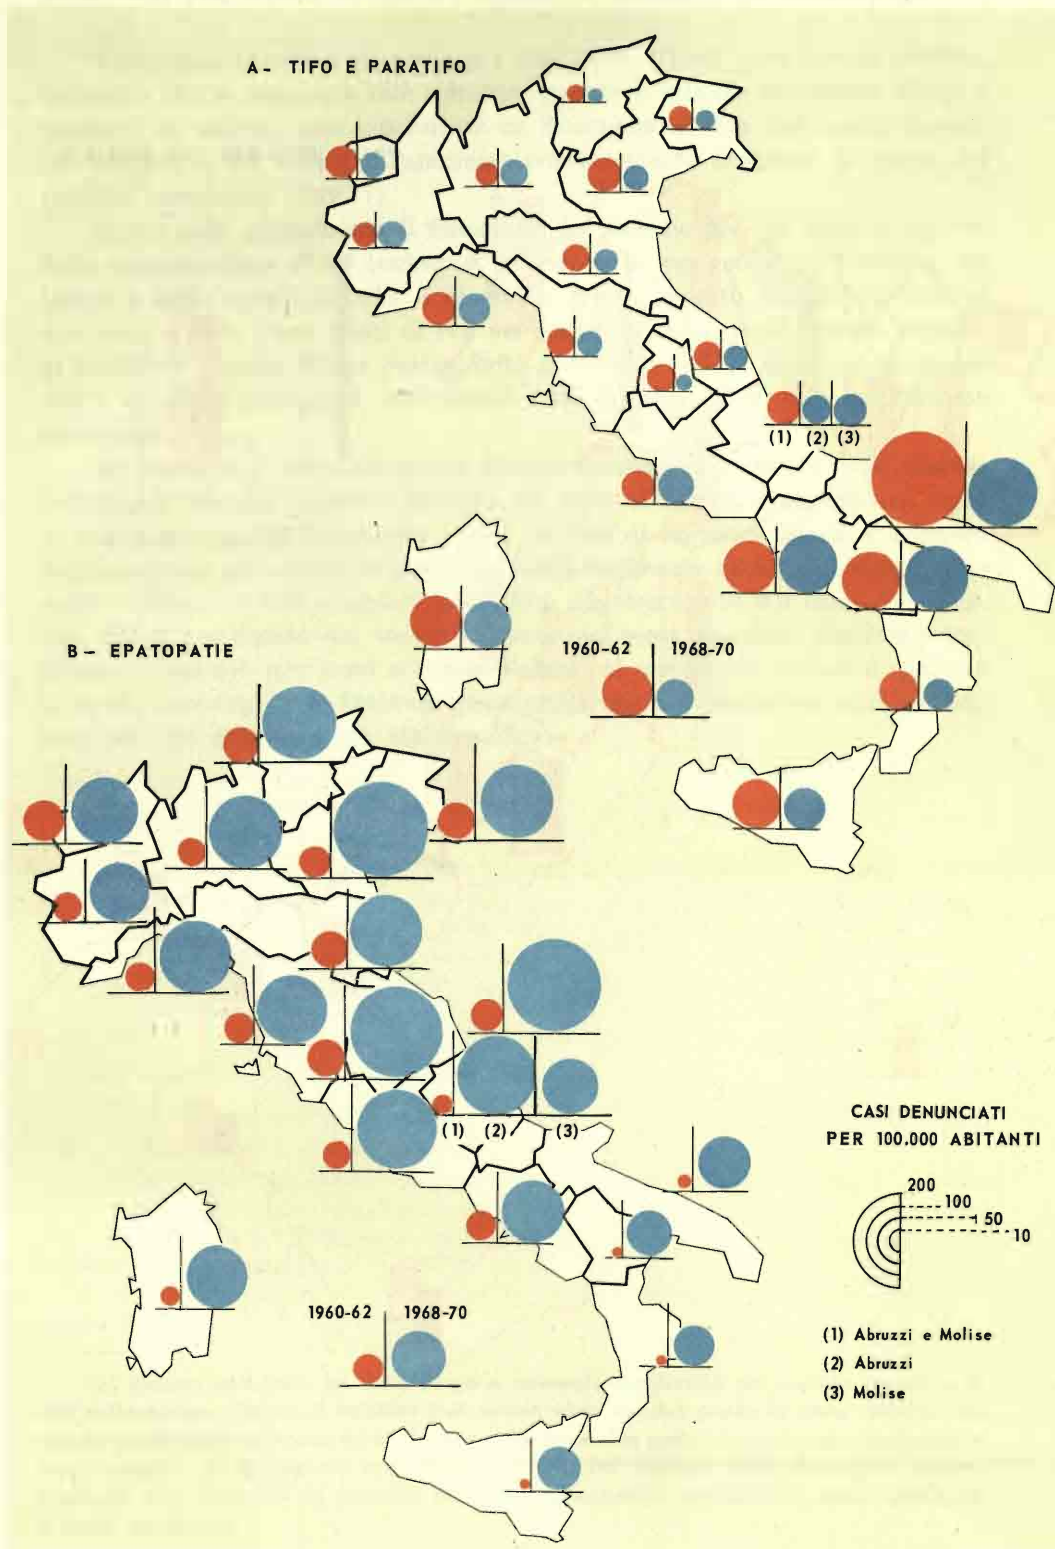 A - TIFO E PARATIFO
(1) (2) (3)
B - EPATOPATIE
1960-62 1968-70
(1) (2) (3)
CASI DENUNCIATI
PER 100.000 ABITANTI
200
100
50
10
1960-62 1968-70
(1) Abruzzi e Molise
(2) Abruzzi
(3) Molise